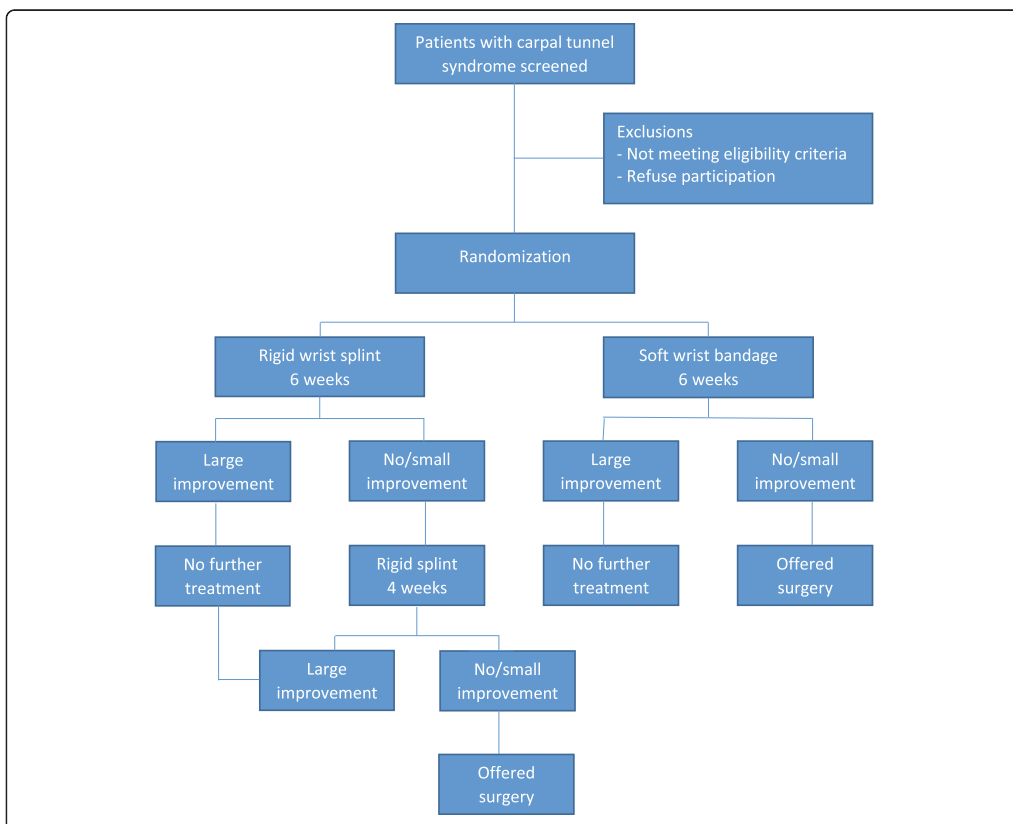 Patients with carpal tunnel
syndrome screened
Exclusions
- Not meeting eligibility criteria
- Refuse participation
Randomization
Rigid wrist splint
6 weeks
Soft wrist bandage
6 weeks
Large
improvement
No/small
improvement
Large
improvement
No/small
improvement
No further
treatment
Rigid splint
4 weeks
No further
treatment
Offered
surgery
Large
improvement
No/small
improvement
Offered
surgery